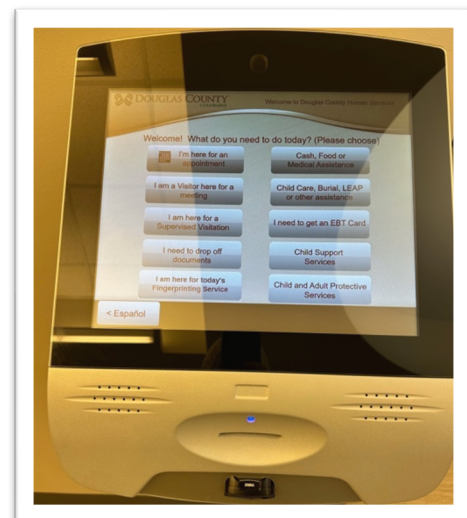 DOUGLAS COUNTY
COLORADO
Welcome to Douglas County Human Services
Welcome! What do you need to do today? (Please choose)
I'm here for an
appointment
Cash, Food or
Medical Assistance
I am a Visitor here for a
meeting
Child Care, Burial, LEAP
or other assistance
I am here for a
Supervised Visitation
I need to get an EBT Card
I need to drop off
documents
Child Support
Services
I am here for today's
Fingerprinting Service
Child and Adult Protective
Services
< Español